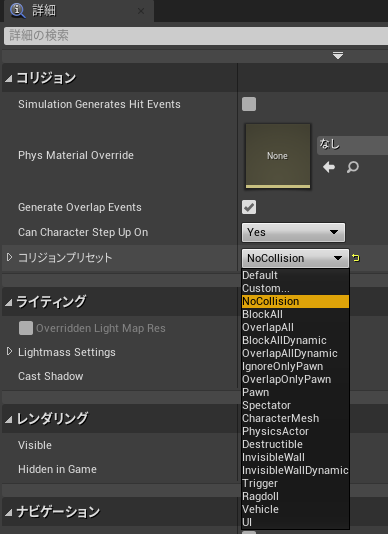 詳細
詳細の検索
コリジョン
Simulation Generates Hit Events
Phys Material Override
None
なし
Generate Overlap Events
Can Character Step Up On
Yes
コリジョンプリセット
NoCollision
Default
Custom...
NoCollision
BlockAll
OverlapAll
BlockAllDynamic
OverlapAllDynamic
IgnoreOnlyPawn
OverlapOnlyPawn
Pawn
Spectator
CharacterMesh
PhysicsActor
Destructible
InvisibleWall
InvisibleWallDynamic
Trigger
Ragdoll
Vehicle
UI
ライティング
Overridden Light Map Res
Lightmass Settings
Cast Shadow
レンダリング
Visible
Hidden in Game
ナビゲーション